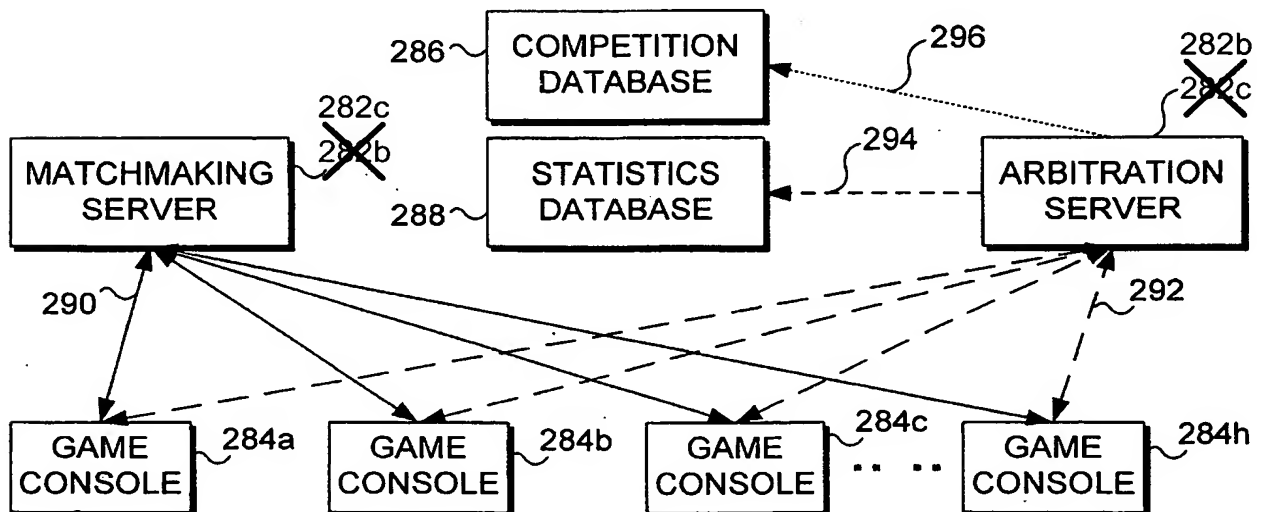 286
COMPETITION
DATABASE
296
282b
282c
282c
282b
MATCHMAKING
SERVER
288
STATISTICS
DATABASE
294
ARBITRATION
SERVER
290
292
GAME
CONSOLE
284a
GAME
CONSOLE
284b
GAME
CONSOLE
284c
GAME
CONSOLE
284h